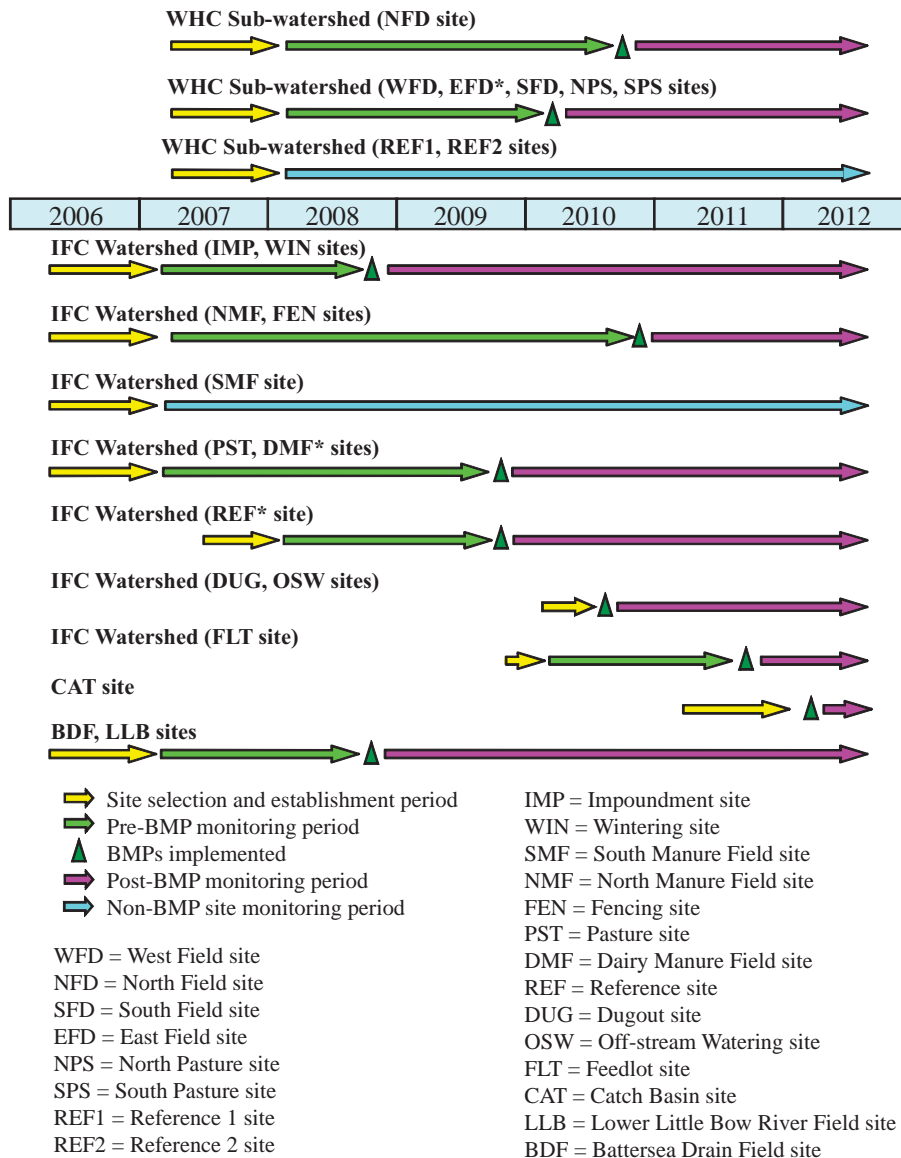 WHC Sub-watershed (NFD site)
WHC Sub-watershed (WFD, EFD*, SFD, NPS, SPS sites)
WHC Sub-watershed (REF1, REF2 sites)
2006 2007 2008 2009 2010 2011 2012
IFC Watershed (IMP, WIN sites)
IFC Watershed (NMF, FEN sites)
IFC Watershed (SMF site)
IFC Watershed (PST, DMF* sites)
IFC Watershed (REF* site)
IFC Watershed (DUG, OSW sites)
IFC Watershed (FLT site)
CAT site
BDF, LLB sites
Site selection and establishment period
Pre-BMP monitoring period
BMPs implemented
Post-BMP monitoring period
Non-BMP site monitoring period
WFD = West Field site
NFD = North Field site
SFD = South Field site
EFD = East Field site
NPS = North Pasture site
SPS = South Pasture site
REF1 = Reference 1 site
REF2 = Reference 2 site
IMP = Impoundment site
WIN = Wintering site
SMF = South Manure Field site
NMF = North Manure Field site
FEN = Fencing site
PST = Pasture site
DMF = Dairy Manure Field site
REF = Reference site
DUG = Dugout site
OSW = Off-stream Watering site
FLT = Feedlot site
CAT = Catch Basin site
LLB = Lower Little Bow River Field site
BDF = Battersea Drain Field site